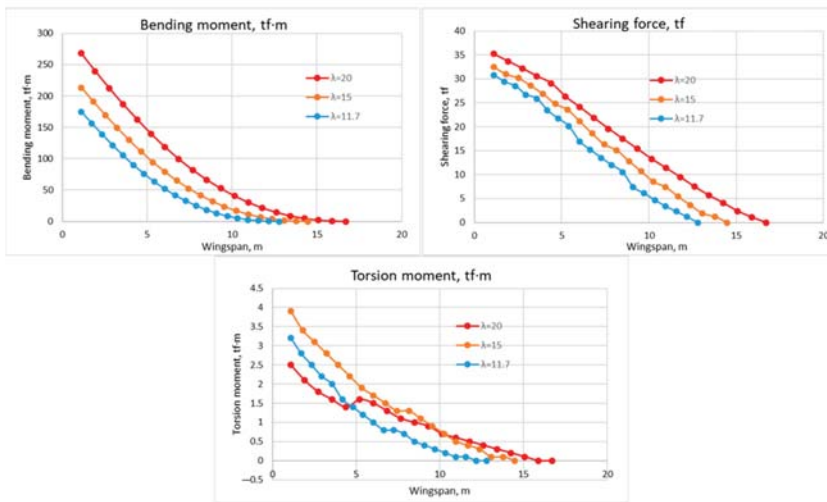 Bending moment, tf·m
300
250
200
150
100
50
0
Bending moment, tf·m
λ=20
λ=15
λ=11.7
0
5
10
15
20
Wingspan, m
Shearing force, tf
40
35
30
25
20
15
10
5
0
Shearing force, tf
λ=20
λ=15
λ=11.7
0
5
10
15
20
Wingspan, m
Torsion moment, tf·m
4.5
4
3.5
3
2.5
2
1.5
1
0.5
0
−0.5
Torsion moment, tf·m
λ=20
λ=15
λ=11.7
0
5
10
15
20
Wingspan, m